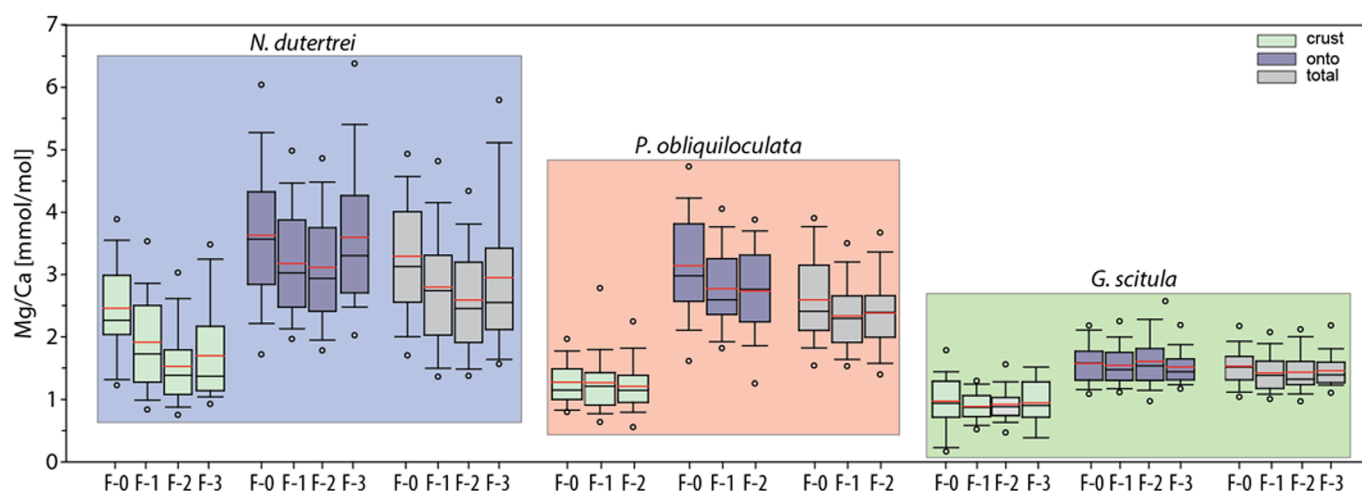 7
6
5
4
3
2
1
0
Mg/Ca [mmol/mol]
N. dutertrei
P. obliquiloculata
G. scitula
crust
onto
total
F-0 F-1 F-2 F-3 F-0 F-1 F-2 F-3 F-0 F-1 F-2 F-3 F-0 F-1 F-2 F-0 F-1 F-2 F-0 F-1 F-2 F-0 F-1 F-2 F-3 F-0 F-1 F-2 F-3 F-0 F-1 F-2 F-3